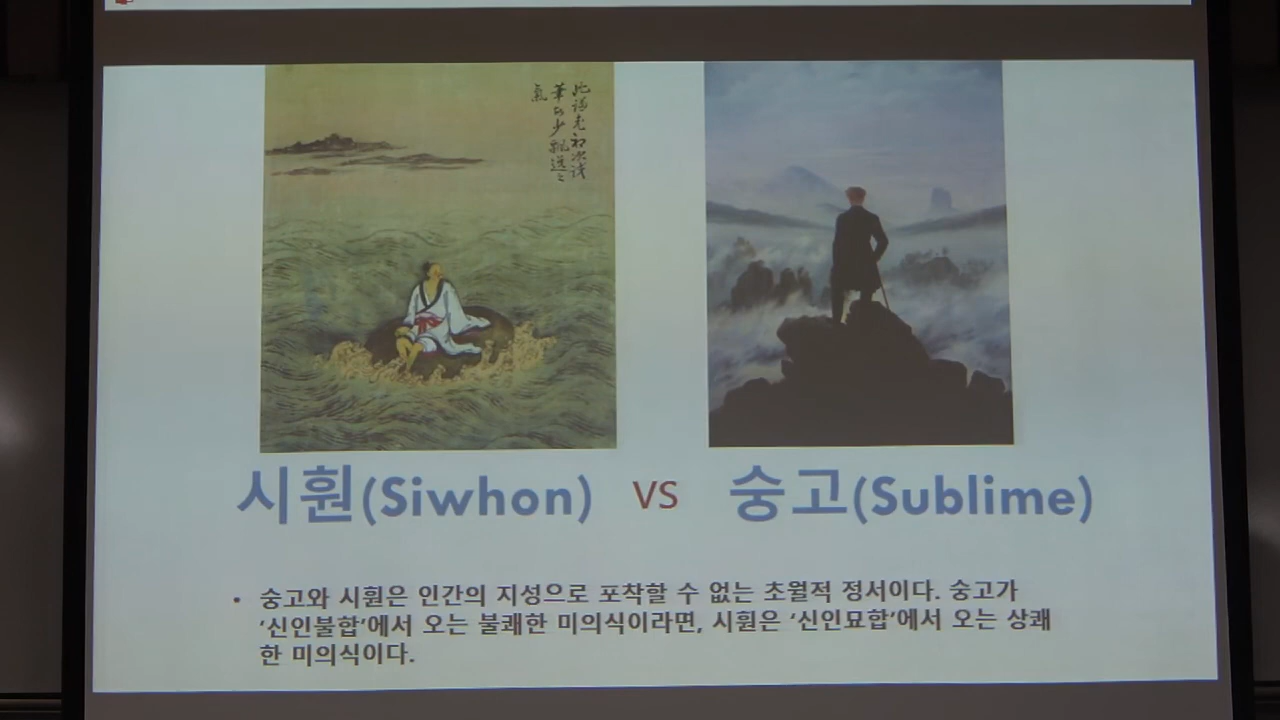 시훤(Siwhon) VS 숭고(Sublime)
• 숭고와 시훤은 인간의 지성으로 포착할 수 없는 초월적 정서이다. 숭고가
‘신인불합’에서 오는 불쾌한 미의식이라면, 시훤은 ‘신인묘합’에서 오는 상쾌
한 미의식이다.